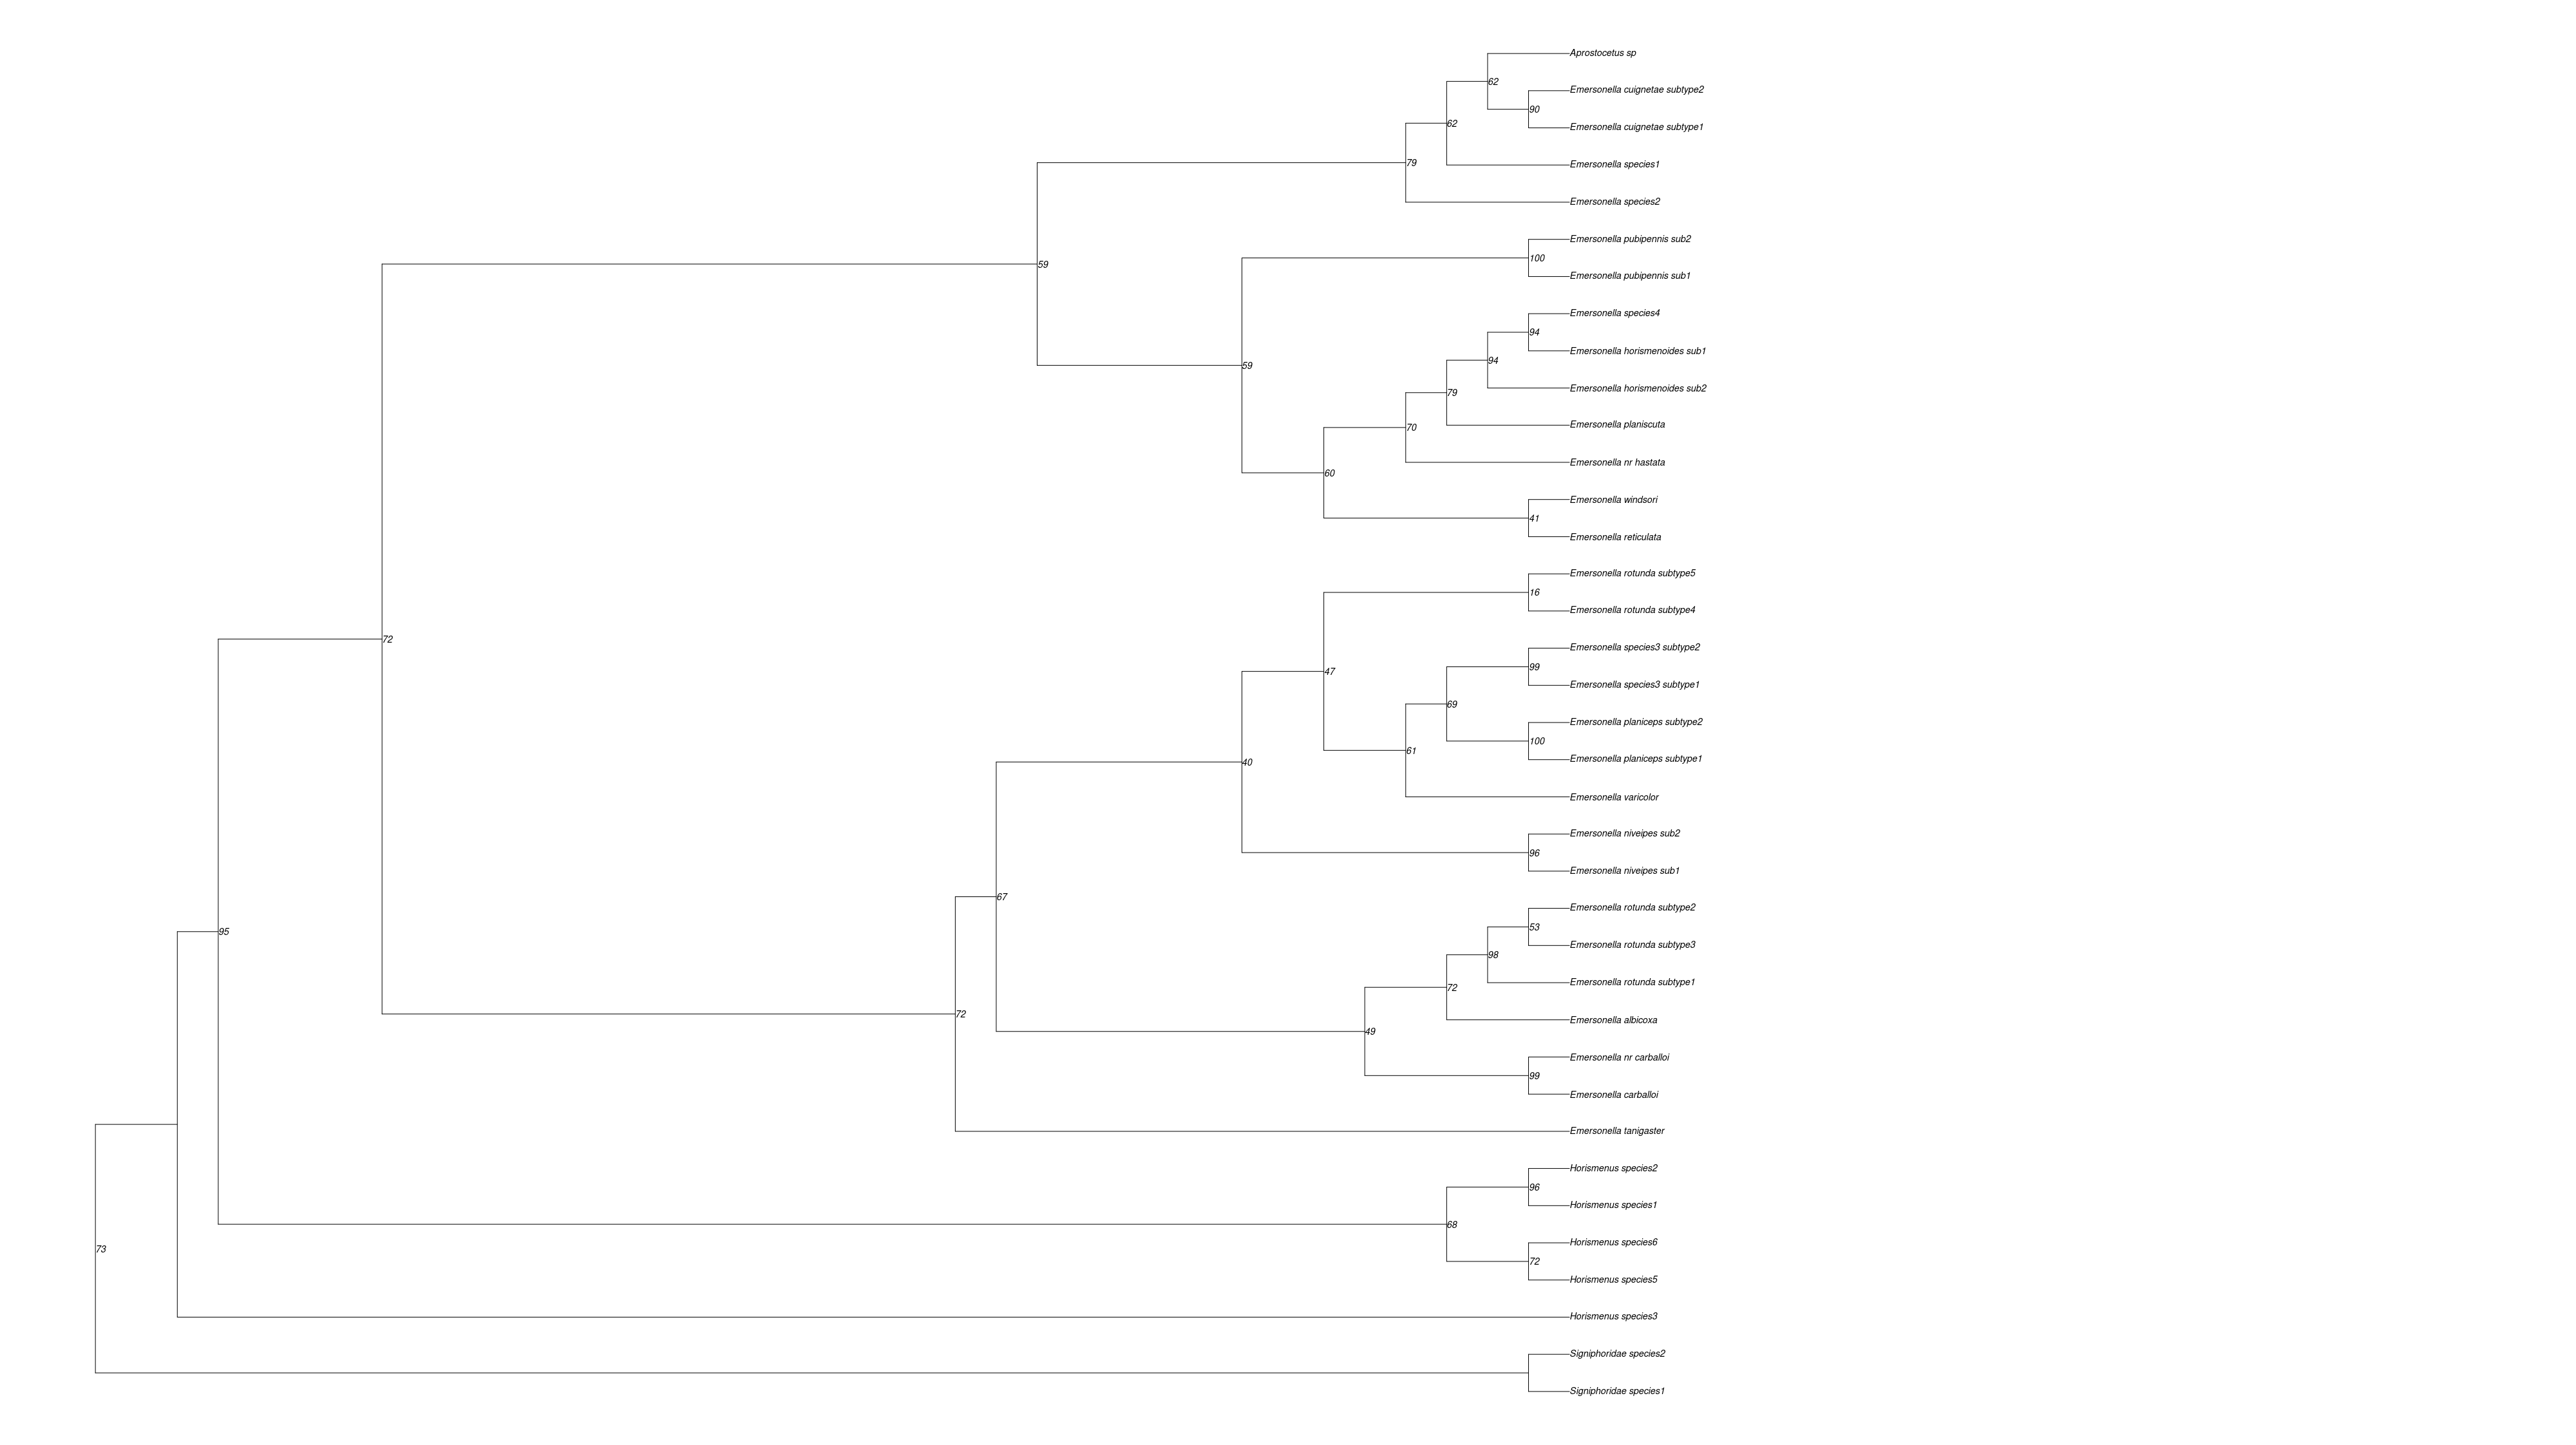 Aprostocetus sp
62
Emersonella cuignetae subtype2
90
62
Emersonella cuignetae subtype1
79
Emersonella species1
Emersonella species2
Emersonella pubipennis sub2
100
59
Emersonella pubipennis sub1
Emersonella species4
94
Emersonella horismenoides sub1
94
59
Emersonella horismenoides sub2
79
Emersonella planiscuta
70
Emersonella nr hastata
60
Emersonella windsori
41
Emersonella reticulata
Emersonella rotunda subtype5
16
Emersonella rotunda subtype4
72
Emersonella species3 subtype2
99
47
Emersonella species3 subtype1
69
Emersonella planiceps subtype2
100
61
Emersonella planiceps subtype1
40
Emersonella varicolor
Emersonella niveipes sub2
96
Emersonella niveipes sub1
67
Emersonella rotunda subtype2
53
95
Emersonella rotunda subtype3
98
Emersonella rotunda subtype1
72
72
Emersonella albicoxa
49
Emersonella nr carballoi
99
Emersonella carballoi
Emersonella tanigaster
Horismenus species2
96
Horismenus species1
68
Horismenus species6
73
72
Horismenus species5
Horismenus species3
Signiphoridae species2
Signiphoridae species1